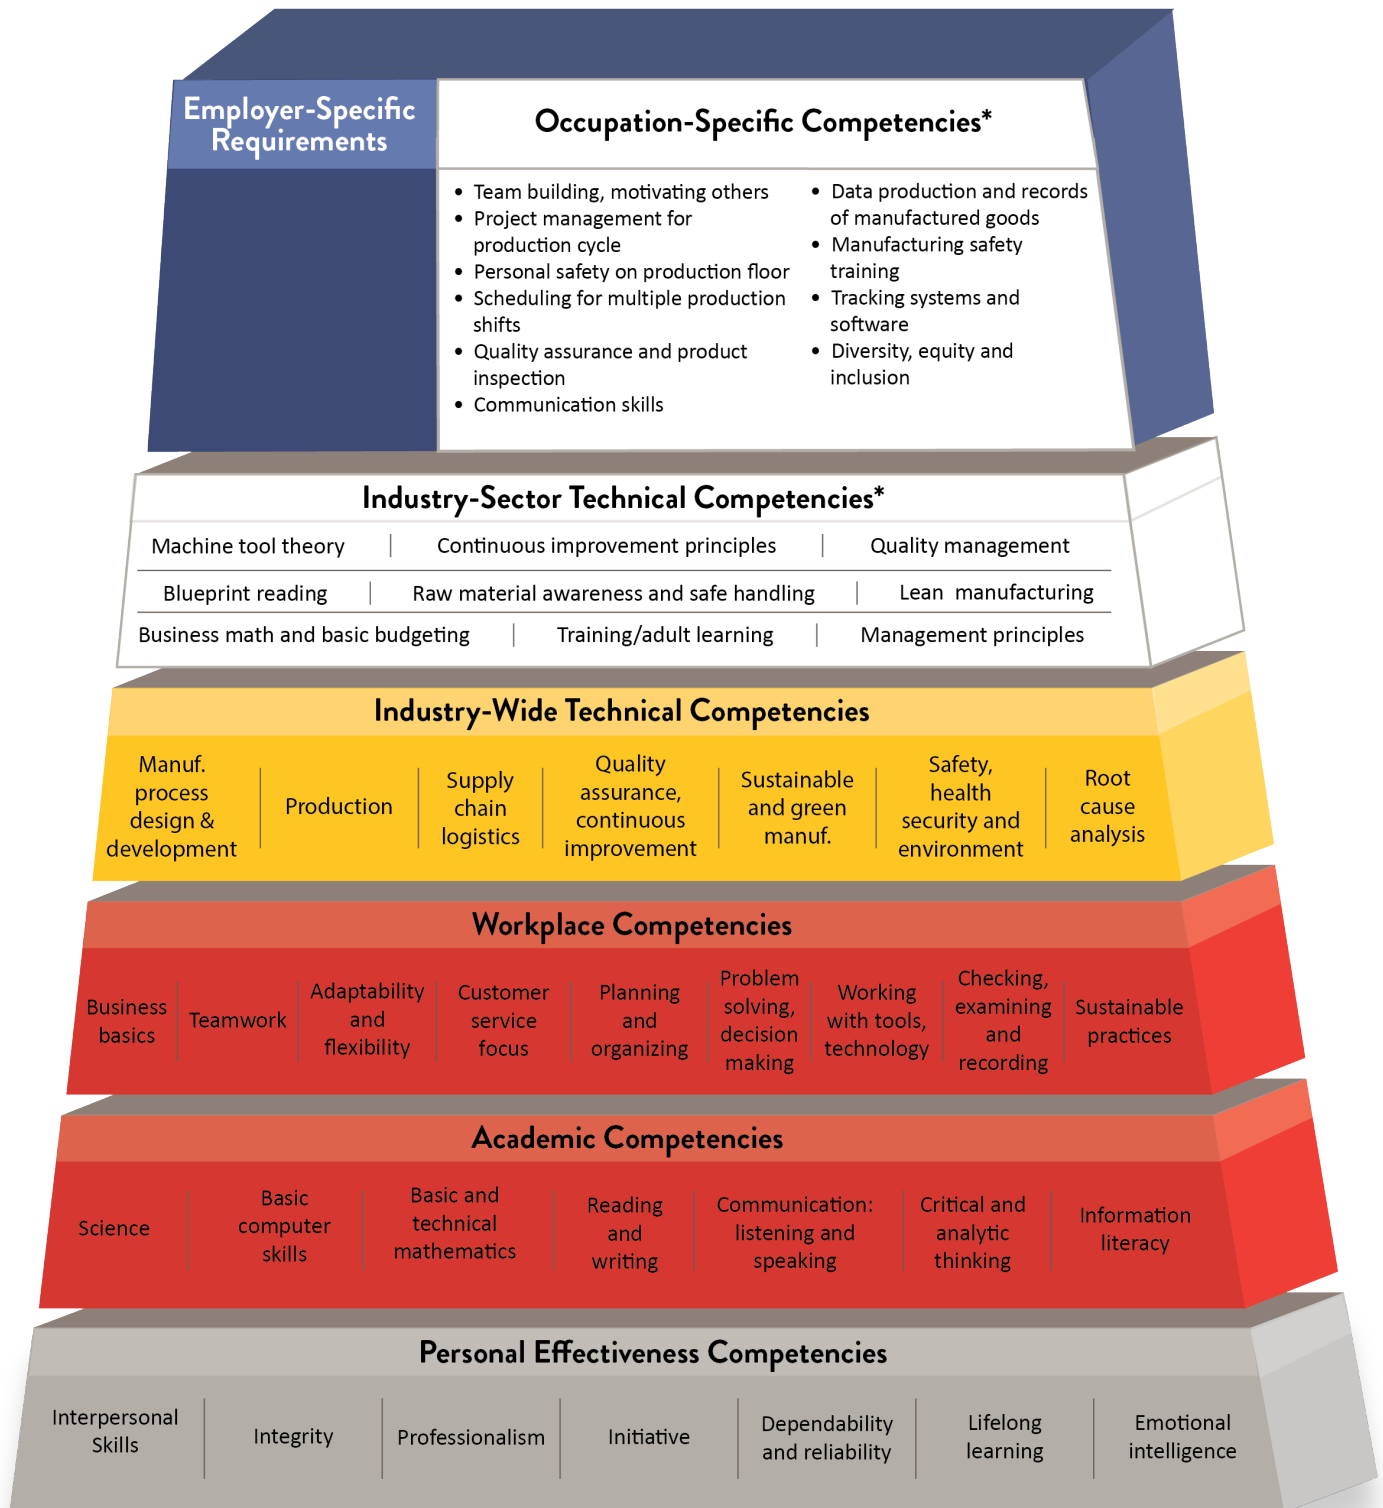 Employer-Specific
Requirements
Occupation-Specific Competencies*
• Team building, motivating others
• Project management for
production cycle
• Personal safety on production floor
• Scheduling for multiple production
shifts
• Quality assurance and product
inspection
• Communication skills
• Data production and records
of manufactured goods
• Manufacturing safety
training
• Tracking systems and
software
• Diversity, equity and
inclusion
Industry-Sector Technical Competencies*
Machine tool theory | Continuous improvement principles | Quality management
Blueprint reading | Raw material awareness and safe handling | Lean manufacturing
Business math and basic budgeting | Training/adult learning | Management principles
Industry-Wide Technical Competencies
Manuf.
process
design &
development
Production
Supply
chain
logistics
Quality
assurance,
continuous
improvement
Sustainable
and green
manuf.
Safety,
health
security and
environment
Root
cause
analysis
Workplace Competencies
Business
basics
Teamwork
Adaptability
and
flexibility
Customer
service
focus
Planning
and
organizing
Problem
solving,
decision
making
Working
with tools,
technology
Checking,
examining
and
recording
Sustainable
practices
Academic Competencies
Science
Basic
computer
skills
Basic and
technical
mathematics
Reading
and
writing
Communication:
listening and
speaking
Critical and
analytic
thinking
Information
literacy
Personal Effectiveness Competencies
Interpersonal
Skills
Integrity
Professionalism
Initiative
Dependability
and reliability
Lifelong
learning
Emotional
intelligence